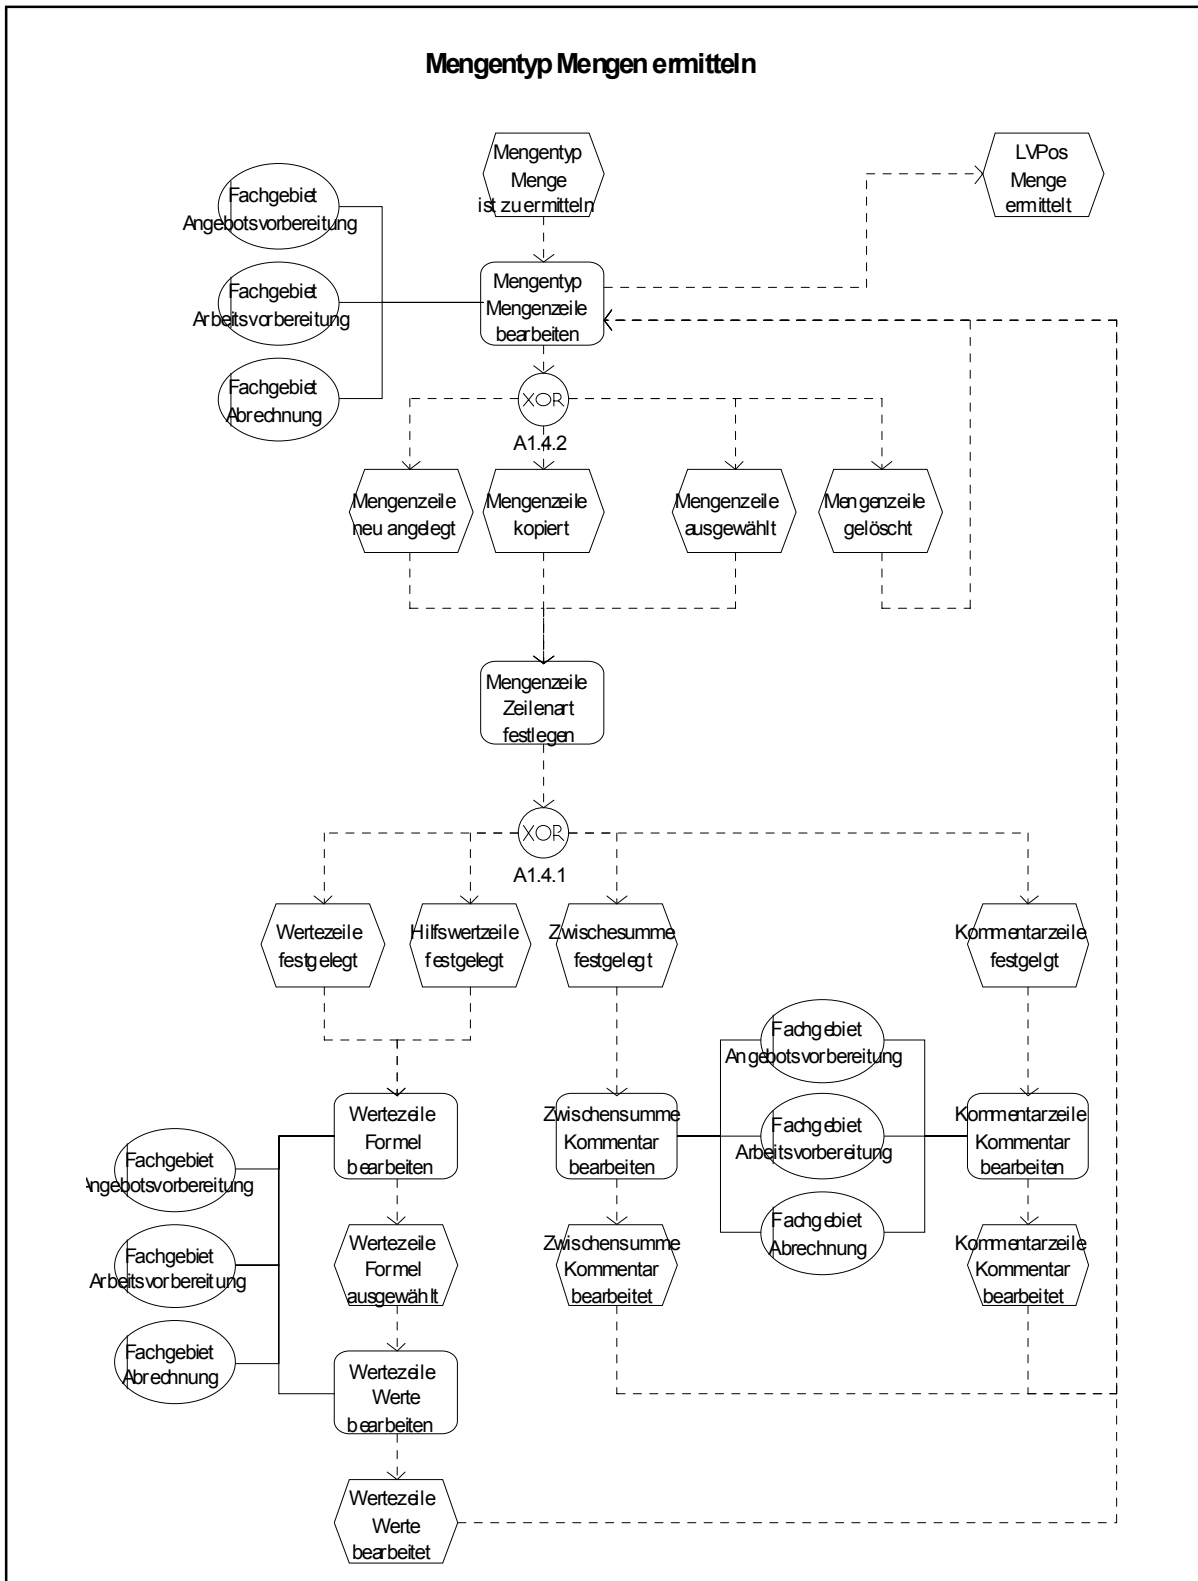 Mengentyp Mengen ermitteln
Mengentyp
Menge
ist zu ermitteln
LVPos
Menge
ermittelt
Fachgebiet
Angebotsvorbereitung
Fachgebiet
Arbeitsvorbereitung
Fachgebiet
Abrechnung
Mengentyp
Mengenzeile
bearbeiten
XOR
A1.4.2
Mengenzeile
neu angelegt
Mengenzeile
kopiert
Mengenzeile
ausgewählt
Mengenzeile
gelöscht
Mengenzeile
Zeilenart
festlegen
XOR
A1.4.1
Wertezeile
festgelegt
Hilfswertzeile
festgelegt
Zwischesumme
festgelegt
Kommentarzeile
festgelgt
Fachgebiet
Angebotsvorbereitung
Fachgebiet
Arbeitsvorbereitung
Fachgebiet
Abrechnung
Wertezeile
Formel
bearbeiten
Zwischensumme
Kommentar
bearbeiten
Kommentarzeile
Kommentar
bearbeiten
Fachgebiet
Angebotsvorbereitung
Fachgebiet
Arbeitsvorbereitung
Fachgebiet
Abrechnung
Wertezeile
Formel
ausgewählt
Zwischensumme
Kommentar
bearbeitet
Kommentarzeile
Kommentar
bearbeitet
Wertezeile
Werte
bearbeiten
Wertezeile
Werte
bearbeitet